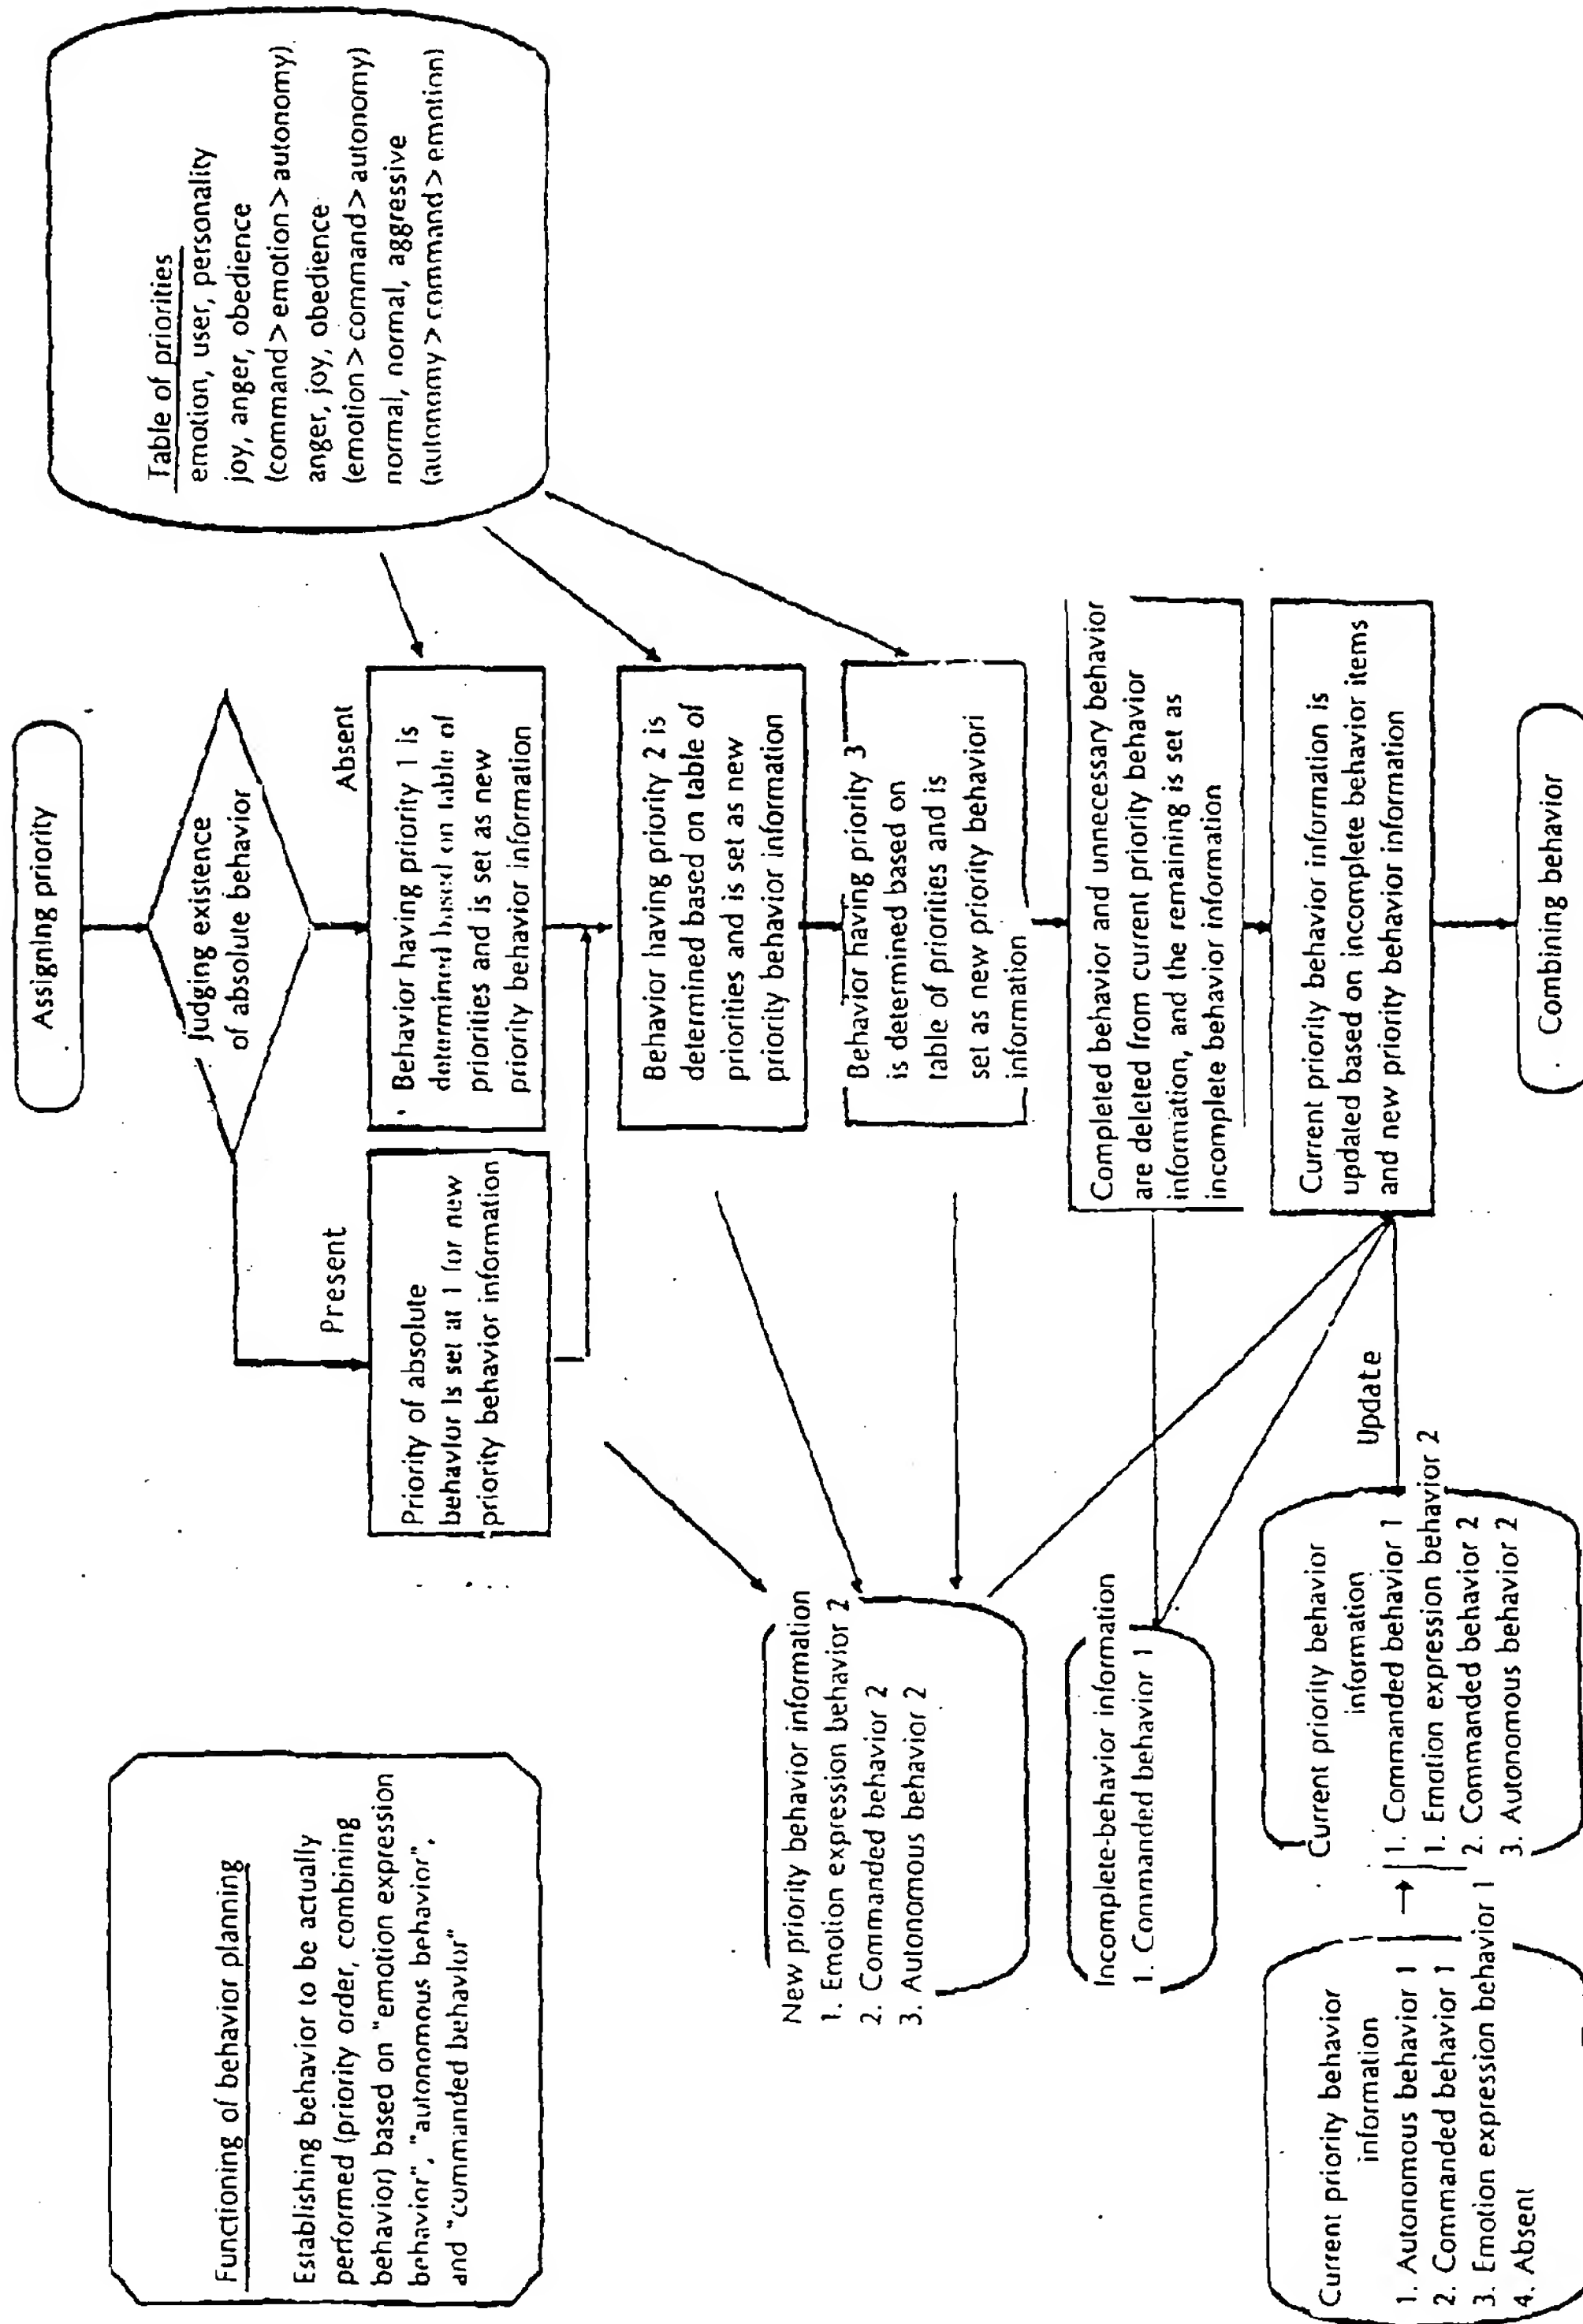 Functioning of behavior planning
Establishing behavior to be actually
performed (priority order, combining
behavior) based on "emotion expression
behavior", "autonomous behavior",
and "commanded behavior"
Assigning priority
judging existence
of absolute behavior
Present
Absent
Priority of absolute
behavior is set at 1 for new
priority behavior information
Behavior having priority 1 is
determined based on table of
priorities and is set as new
priority behavior information
Table of priorities
emotion, user, personality
joy, anger, obedience
(command > emotion > autonomy)
anger, joy, obedience
(emotion > command > autonomy)
normal, normal, aggressive
(autonomy > command > emotion)
Behavior having priority 2 is
determined based on table of
priorities and is set as new
priority behavior information
Behavior having priority 3
is determined based on
table of priorities and is
set as new priority behaviori
information
New priority behavior information
1. Emotion expression behavior 2
2. Commanded behavior 2
3. Autonomous behavior 2
Completed behavior and unnecessary behavior
are deleted from current priority behavior
information, and the remaining is set as
incomplete behavior information
Incomplete-behavior information
1. Commanded behavior 1
Current priority behavior information is
updated based on incomplete behavior items
and new priority behavior information
Update
Current priority behavior
information
1. Autonomous behavior 1
2. Commanded behavior 1
3. Emotion expression behavior 1
4. Absent
→
Current priority behavior
information
1. Commanded behavior 1
1. Emotion expression behavior 2
2. Commanded behavior 2
3. Autonomous behavior 2
Combining behavior